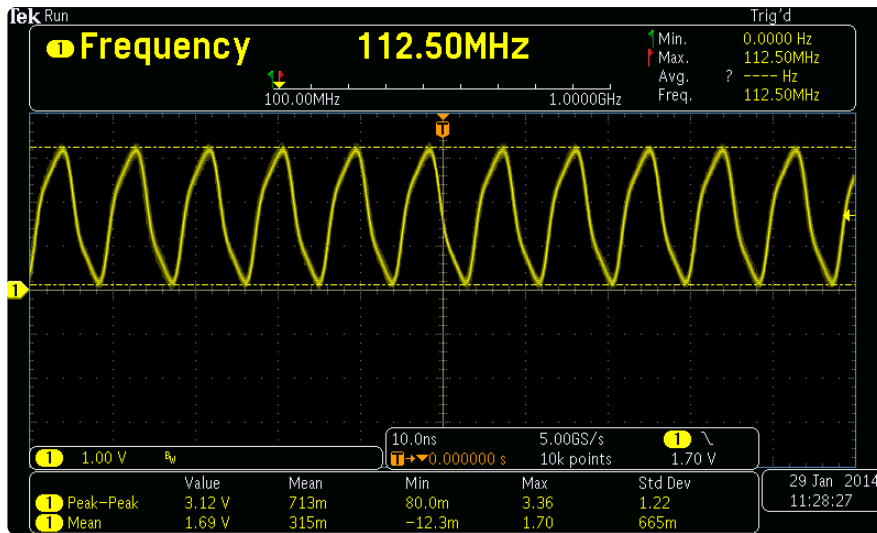 Tek Run Trig'd
1 Frequency 112.50MHz
Min. 0.0000 Hz
Max. 112.50MHz
Avg. ? ---- Hz
Freq. 112.50MHz
100.00MHz 1.0000GHz
T
1
10.0ns 5.00GS/s 1
1 1.00 V BW T→▼0.000000 s 10k points 1.70 V
Value Mean Min Max Std Dev
1 Peak-Peak 3.12 V 713m 80.0m 3.36 1.22
1 Mean 1.69 V 315m -12.3m 1.70 665m
29 Jan 2014
11:28:27